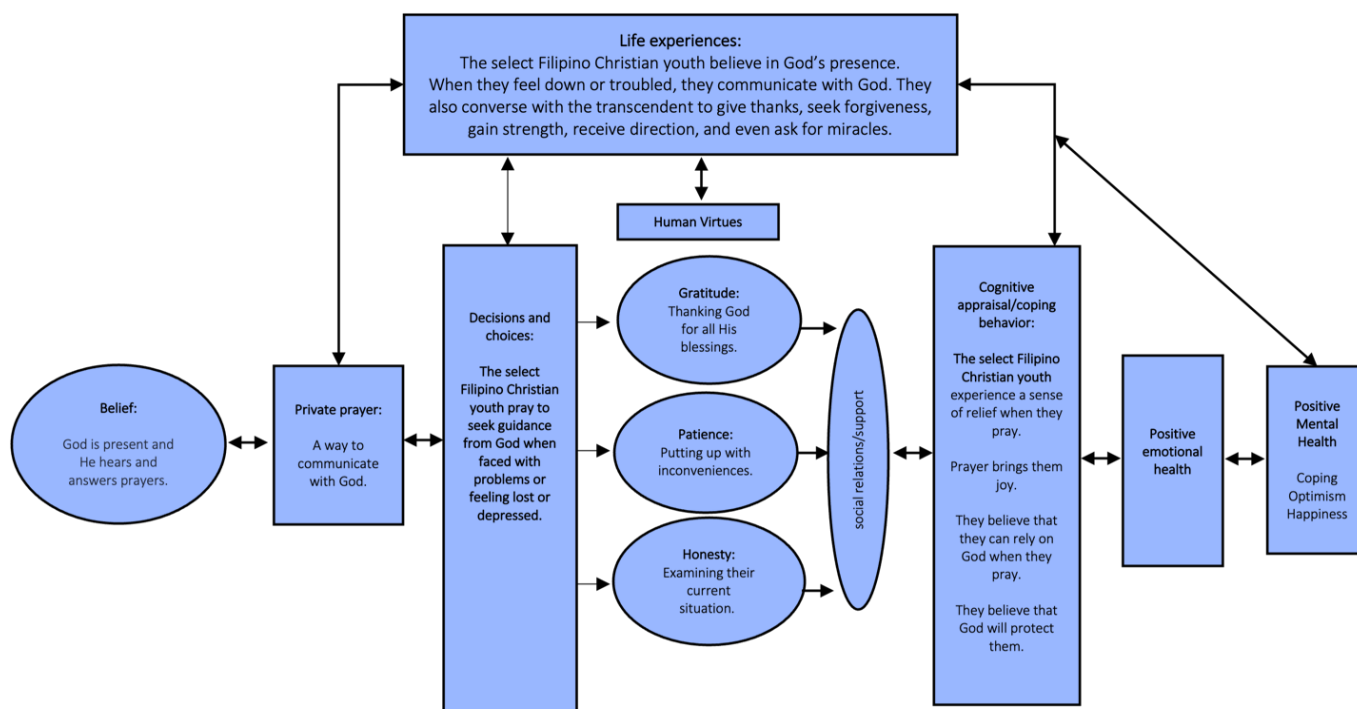 Life experiences:
The select Filipino Christian youth believe in God’s presence.
When they feel down or troubled, they communicate with God. They
also converse with the transcendent to give thanks, seek forgiveness,
gain strength, receive direction, and even ask for miracles.
Human Virtues
Belief:
God is present and
He hears and
answers prayers.
Private prayer:
A way to
communicate
with God.
Decisions and
choices:
The select
Filipino Christian
youth pray to
seek guidance
from God when
faced with
problems or
feeling lost or
depressed.
Gratitude:
Thanking God
for all His
blessings.
Patience:
Putting up with
inconveniences.
Honesty:
Examining their
current
situation.
social relations/support
Cognitive
appraisal/coping
behavior:
The select Filipino
Christian youth
experience a sense
of relief when they
pray.
Prayer brings them
joy.
They believe that
they can rely on
God when they
pray.
They believe that
God will protect
them.
Positive
emotional
health
Positive
Mental
Health
Coping
Optimism
Happiness